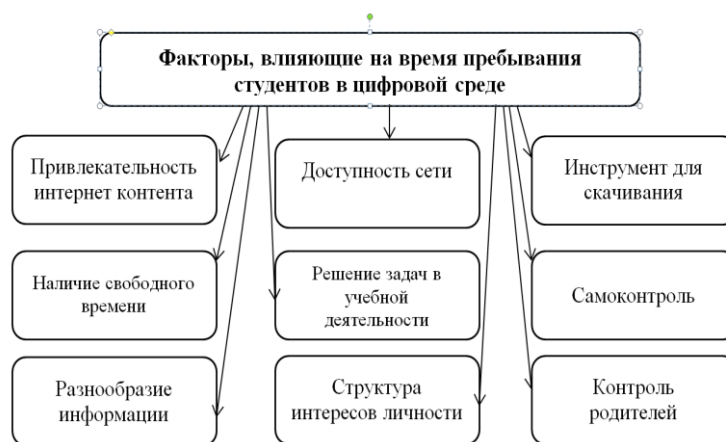 Факторы, влияющие на время пребывания
студентов в цифровой среде
Привлекательность
интернет контента
Доступность сети
Инструмент для
скачивания
Наличие свободного
времени
Решение задач в
учебной
деятельности
Самоконтроль
Разнообразие
информации
Структура
интересов личности
Контроль
родителей